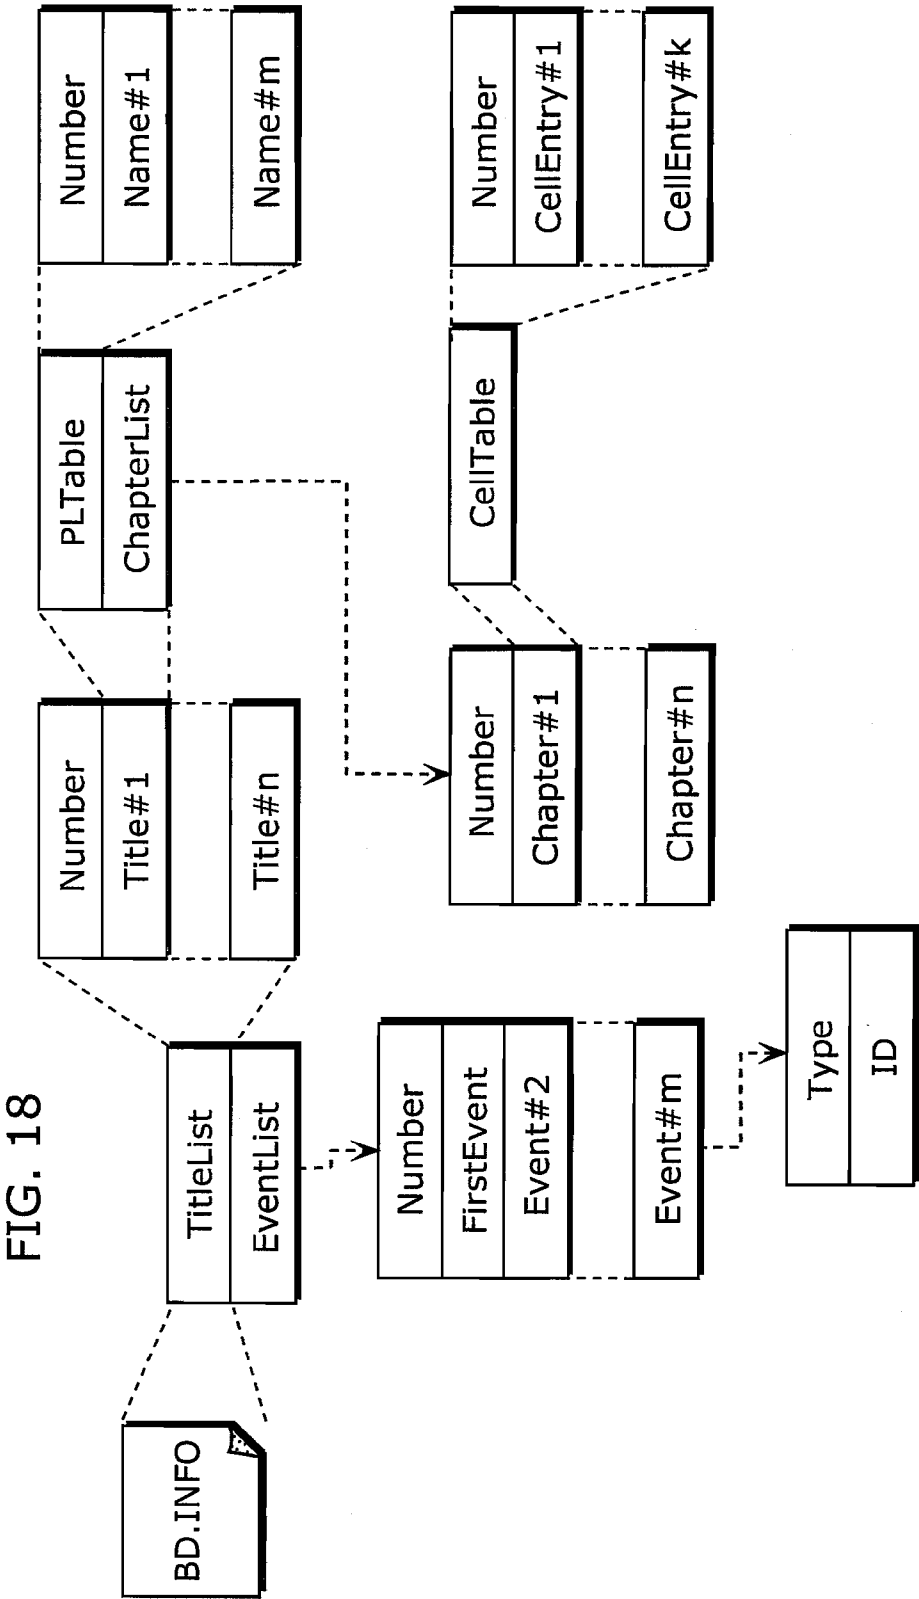 FIG. 18
BD.INFO
TitleList
EventList
Number
Title#1
Title#n
PLTable
ChapterList
Number
Name#1
Name#m
Number
FirstEvent
Event#2
Event#m
Type
ID
Number
Chapter#1
Chapter#n
CellTable
Number
CellEntry#1
CellEntry#k